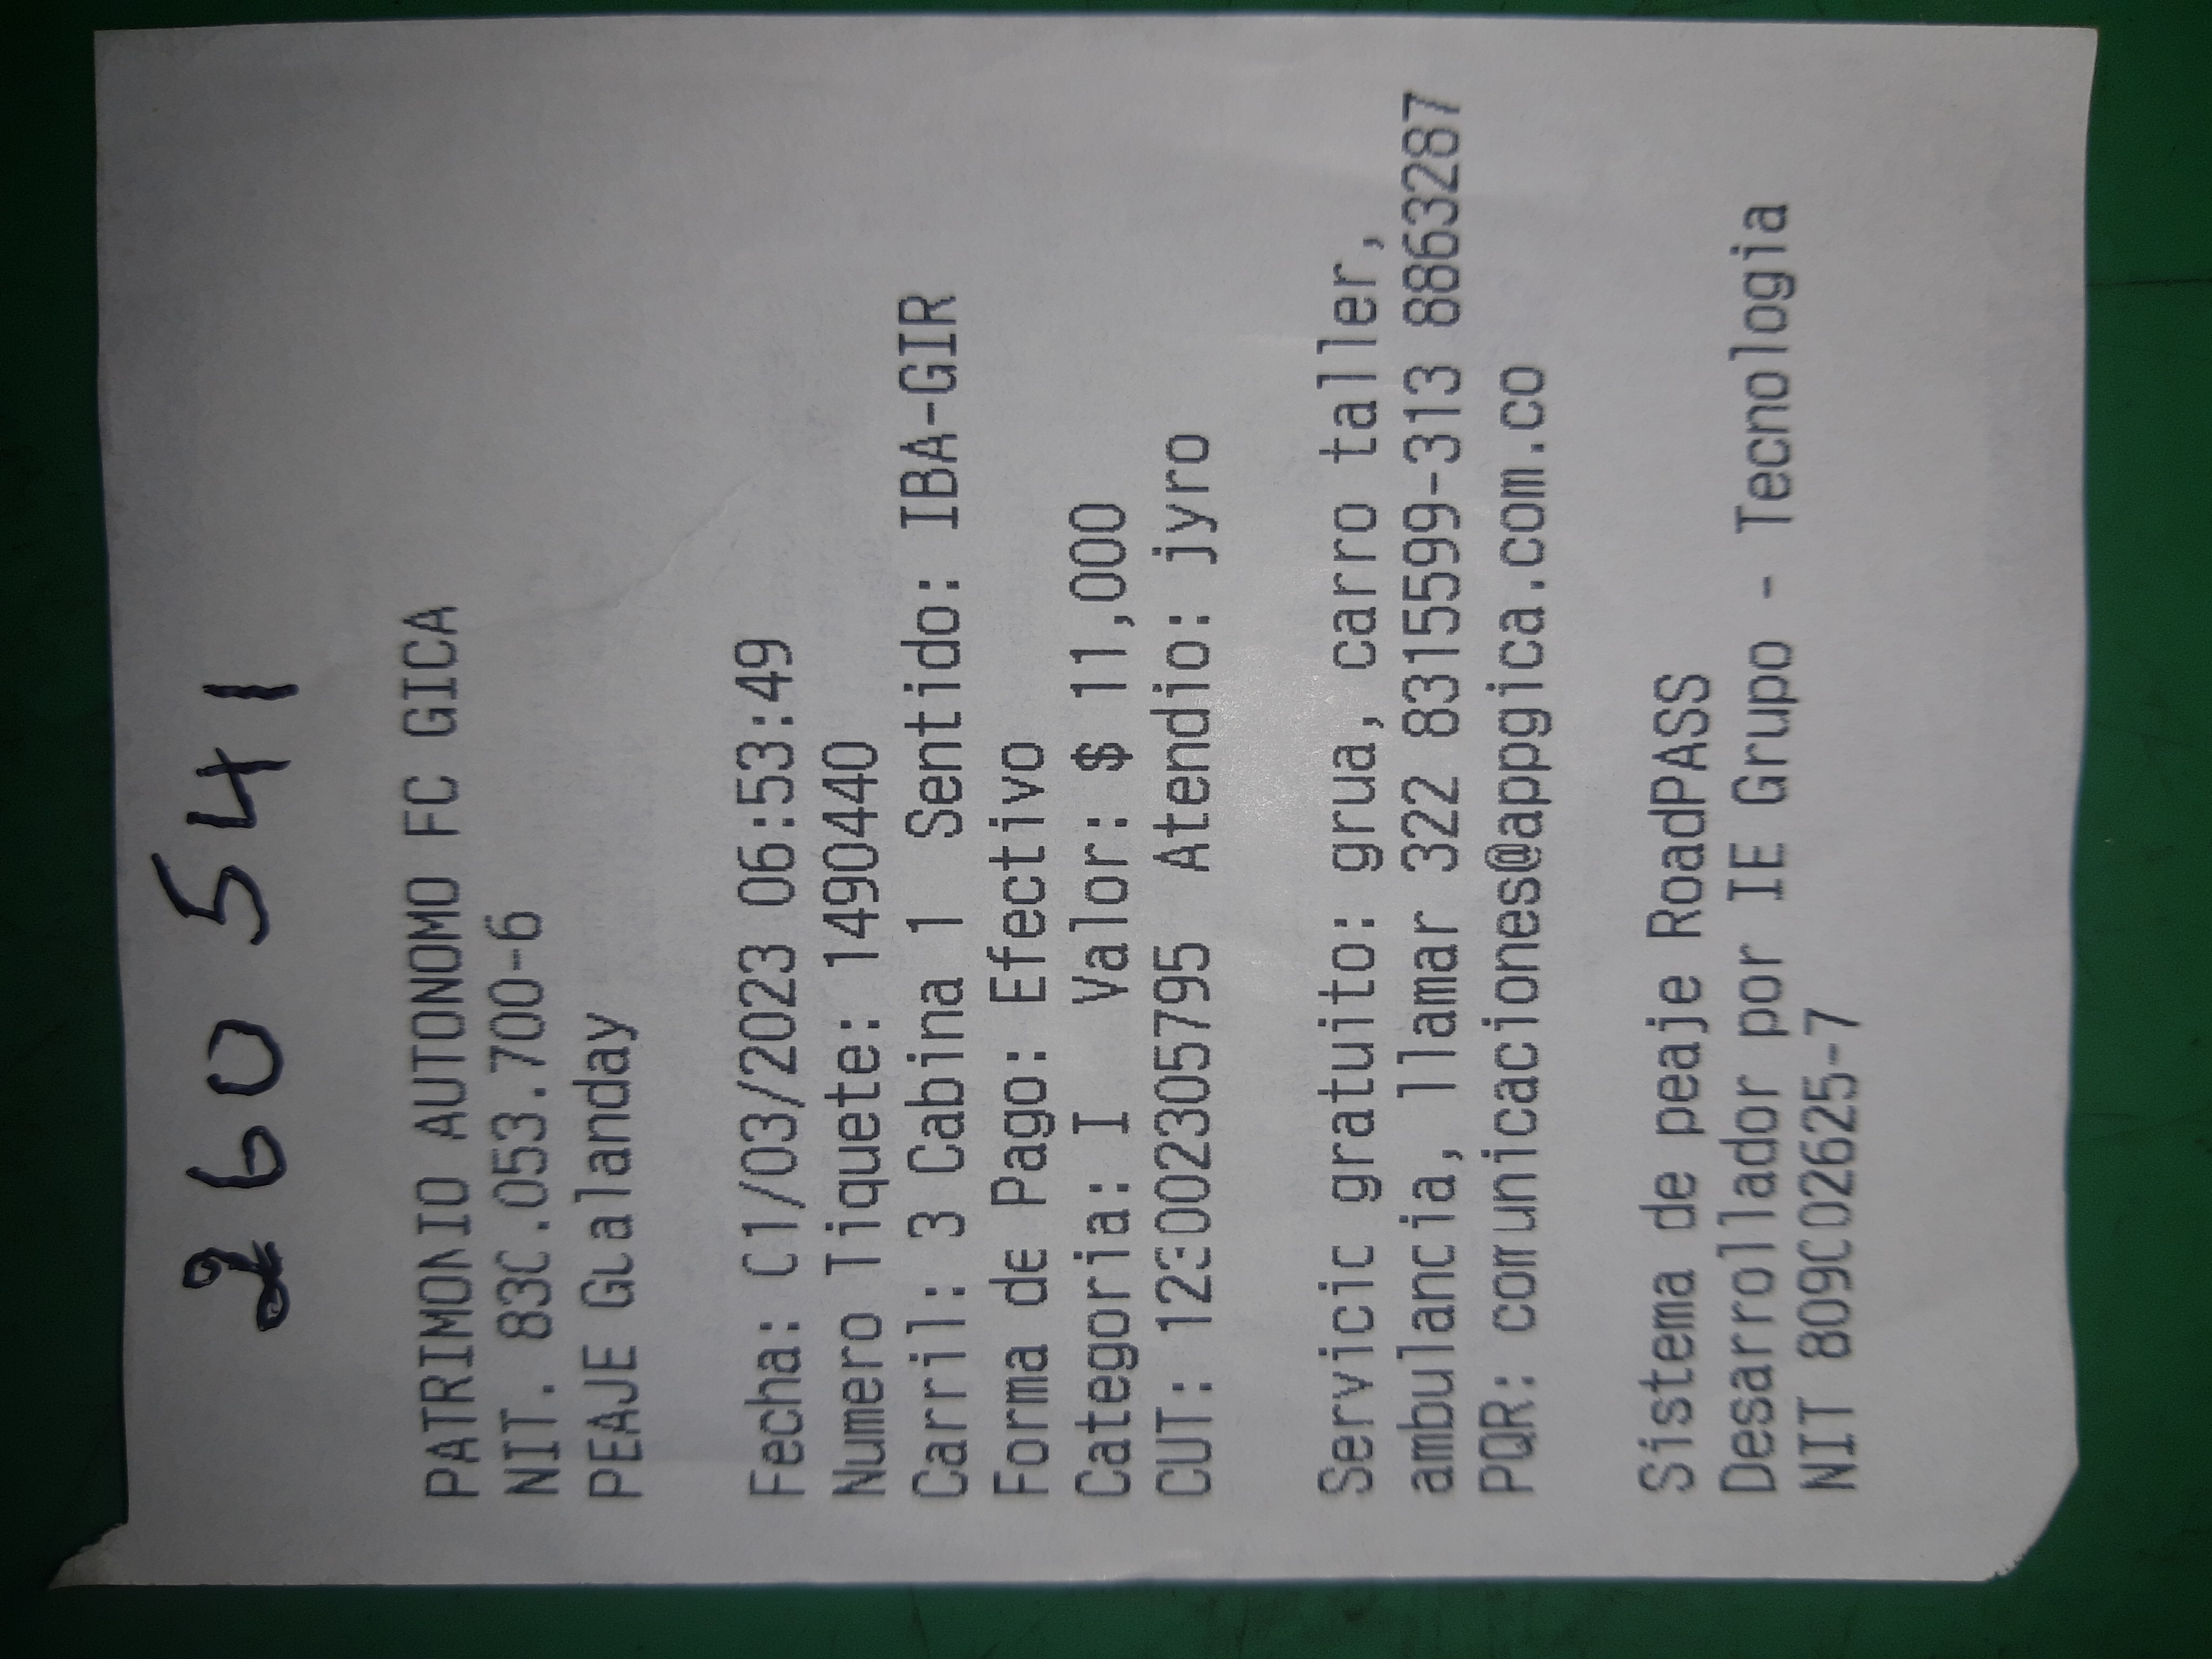 260541
PATRIMONIO AUTONOMO FC GICA
NIT. 830.053.700-6
PEAJE Gualanday
Fecha: 01/03/2023 06:53:49
Numero Tiquete: 1490440
Carril: 3 Cabina 1 Sentido: IBA-GIR
Forma de Pago: Efectivo
Categoria: I Valor: $ 11,000
CUT: Atendio: jyro
Servicio gratuito: grua, carro taller,
ambulancia, llamar 322 8315599-313 8863287
PQR: comunicaciones@appgica.com.co
Sistema de peaje RoadPASS
Desarrollador por IE Grupo - Tecnologia
NIT 809002625-7